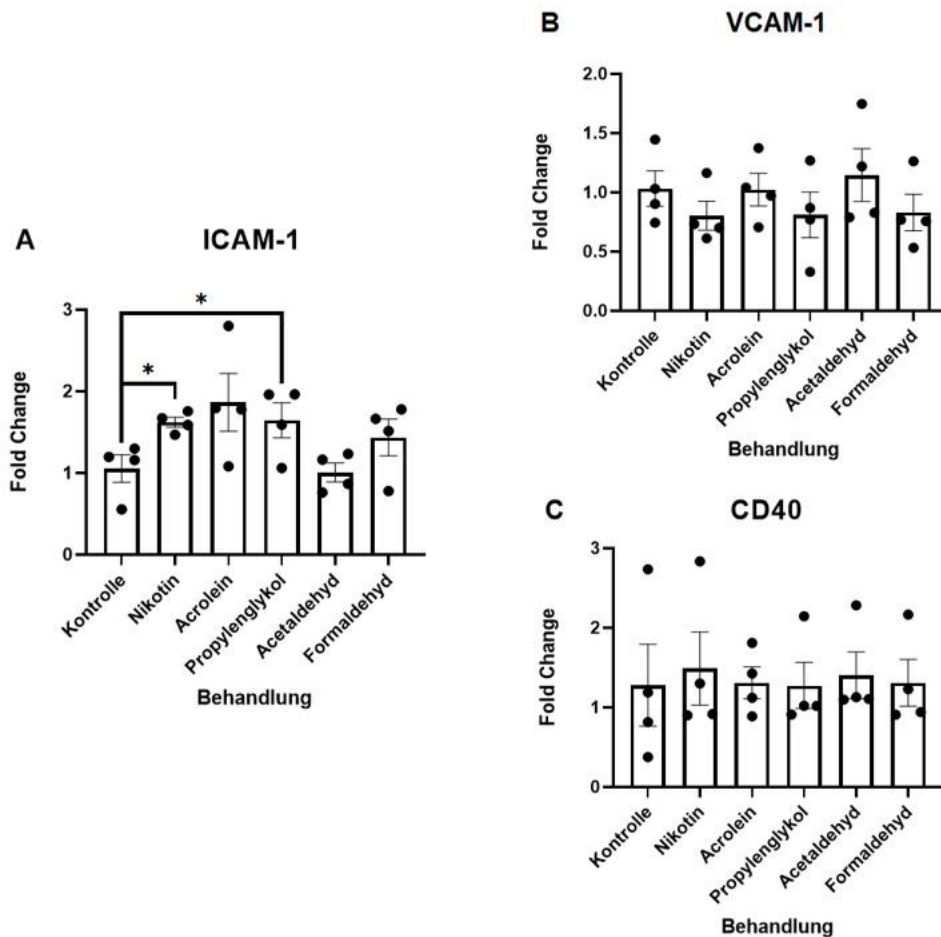 A
ICAM-1
Fold Change
3
2
1
0
*
*
Kontrolle
Nikotin
Acrolein
Propylenglykol
Acetaldehyd
Formaldehyd
Behandlung
B
VCAM-1
Fold Change
2.0
1.5
1.0
0.5
0.0
Kontrolle
Nikotin
Acrolein
Propylenglykol
Acetaldehyd
Formaldehyd
Behandlung
C
CD40
Fold Change
3
2
1
0
Kontrolle
Nikotin
Acrolein
Propylenglykol
Acetaldehyd
Formaldehyd
Behandlung